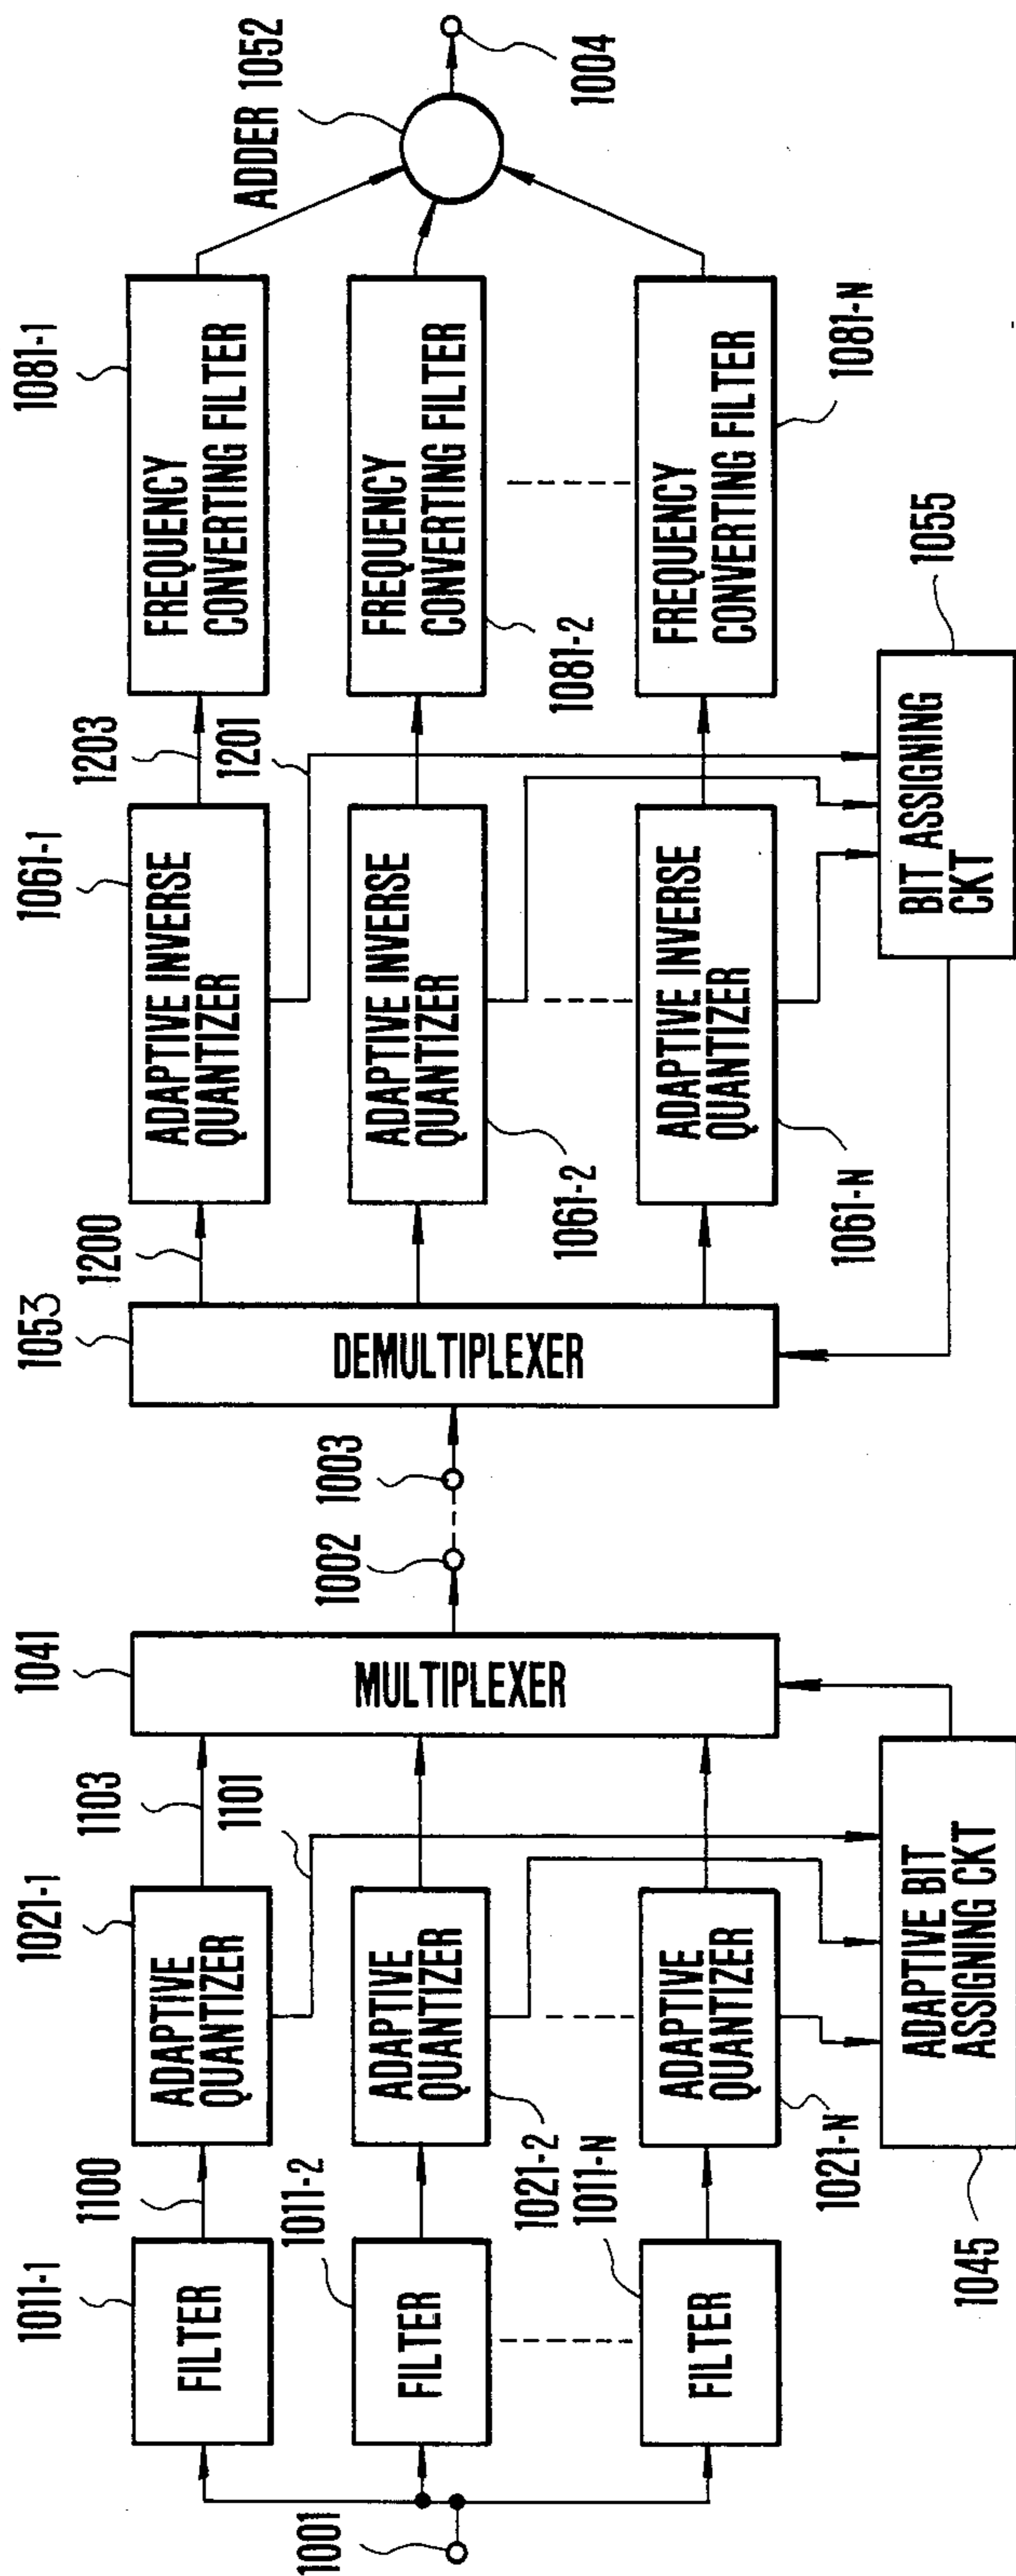 1001
1011-1
FILTER
1100
1011-2
FILTER
1011-N
FILTER
1021-1
ADAPTIVE
QUANTIZER
1103
1101
1021-2
ADAPTIVE
QUANTIZER
1021-N
ADAPTIVE
QUANTIZER
1045
ADAPTIVE BIT
ASSIGNING CKT
1041
MULTIPLEXER
1002
1003
1053
DEMULTIPLEXER
1200
1061-1
ADAPTIVE INVERSE
QUANTIZER
1203
1201
1061-2
ADAPTIVE INVERSE
QUANTIZER
1061-N
ADAPTIVE INVERSE
QUANTIZER
1055
BIT ASSIGNING
CKT
1081-1
FREQUENCY
CONVERTING FILTER
1081-2
FREQUENCY
CONVERTING FILTER
1081-N
FREQUENCY
CONVERTING FILTER
ADDER 1052
1004